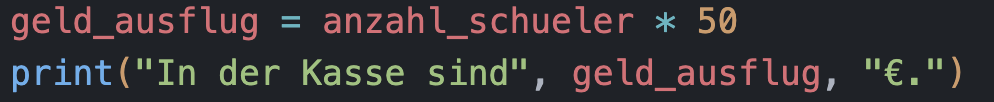 geld_ausflug = anzahl_schueler * 50
print("In der Kasse sind", geld_ausflug, "€.")